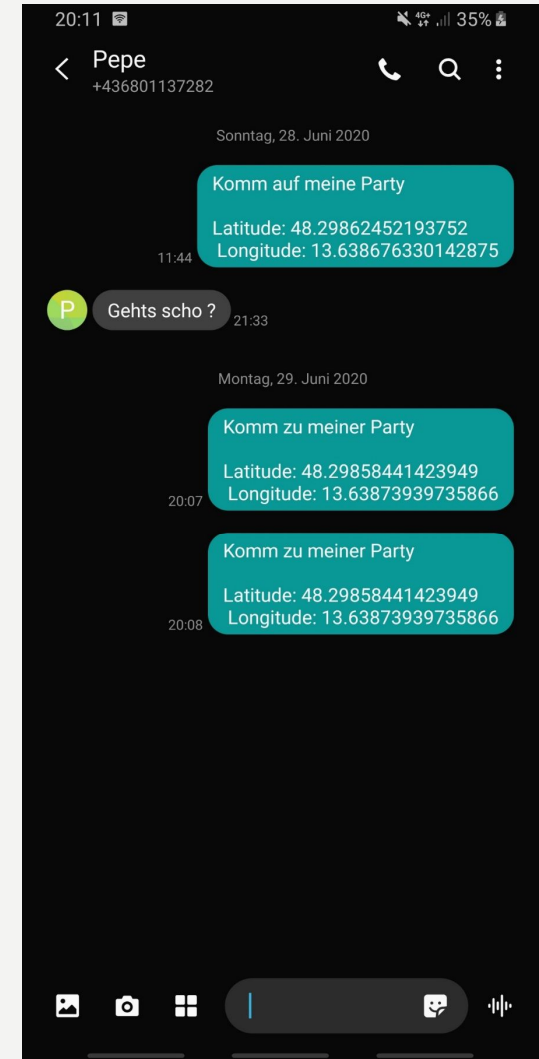 20:11 4G+ 35%
Pepe
+436801137282
Sonntag, 28. Juni 2020
Komm auf meine Party
Latitude: 48.29862452193752
Longitude: 13.638676330142875
11:44
P Gehts scho ? 21:33
Montag, 29. Juni 2020
Komm zu meiner Party
Latitude: 48.29858441423949
Longitude: 13.63873939735866
20:07
Komm zu meiner Party
Latitude: 48.29858441423949
Longitude: 13.63873939735866
20:08